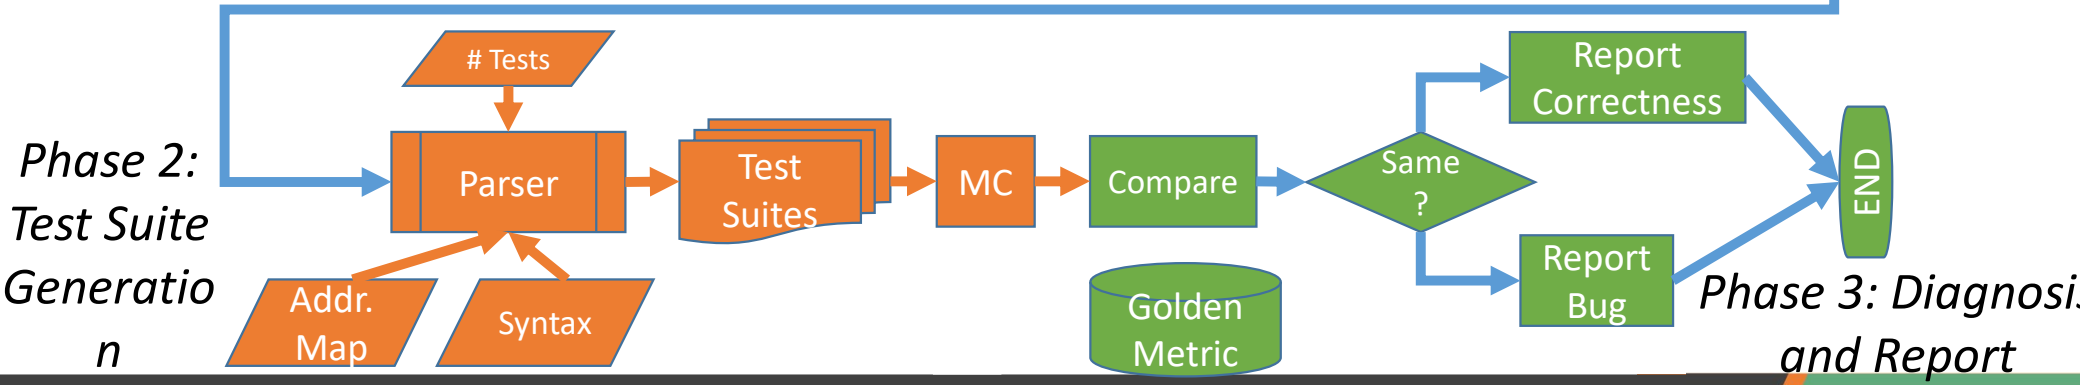 # Tests
Phase 2:
Test Suite
Generatio
n
Parser
Addr.
Map
Syntax
Test
Suites
MC
Compare
Golden
Metric
Same
?
Report
Correctness
Report
Bug
END
Phase 3: Diagnosis
and Report